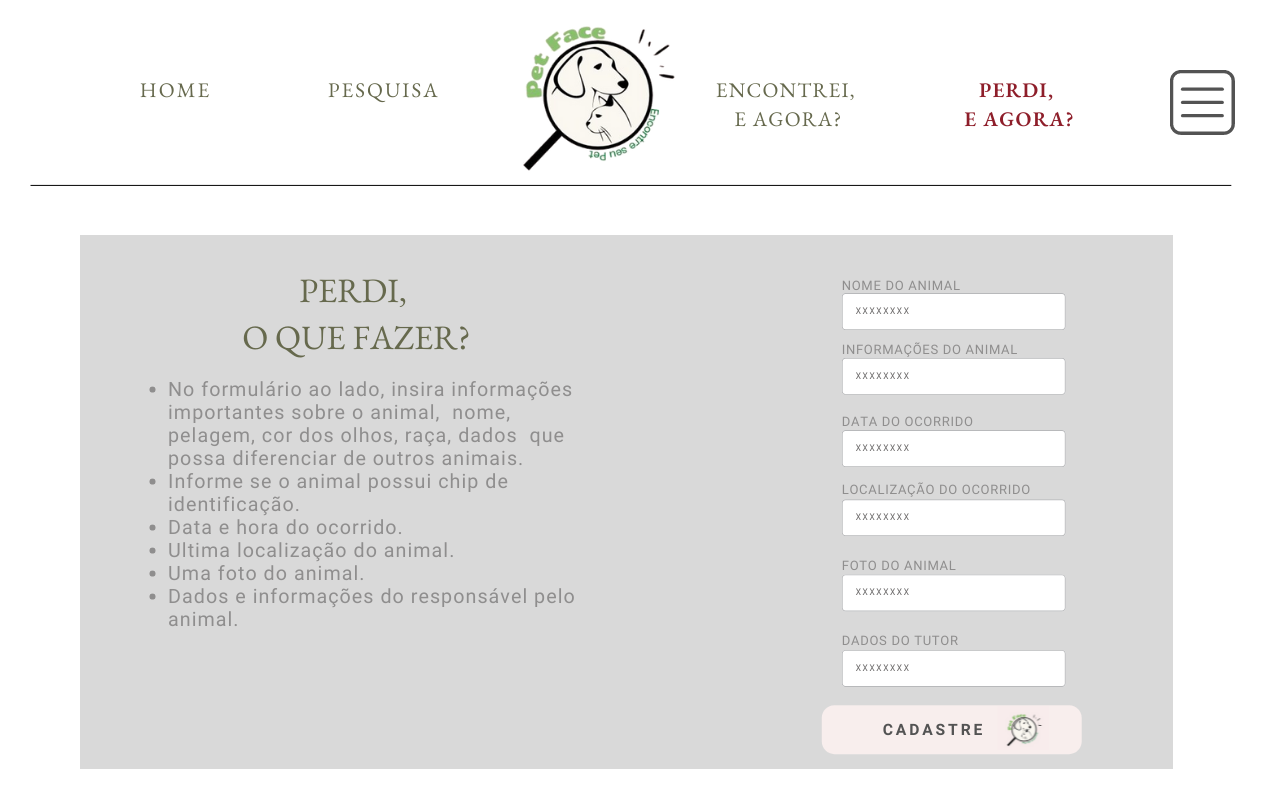 HOME
PESQUISA
Pet Face
Encontre seu Pet
ENCONTREI,
E AGORA?
PERDI,
E AGORA?
PERDI,
O QUE FAZER?
• No formulário ao lado, insira informações
importantes sobre o animal, nome,
pelagem, cor dos olhos, raça, dados que
possa diferenciar de outros animais.
• Informe se o animal possui chip de
identificação.
• Data e hora do ocorrido.
• Ultima localização do animal.
• Uma foto do animal.
• Dados e informações do responsável pelo
animal.
NOME DO ANIMAL
xxxxxxxx
INFORMAÇÕES DO ANIMAL
xxxxxxxx
DATA DO OCORRIDO
xxxxxxxx
LOCALIZAÇÃO DO OCORRIDO
xxxxxxxx
FOTO DO ANIMAL
xxxxxxxx
DADOS DO TUTOR
xxxxxxxx
CADASTRE
Pet Face